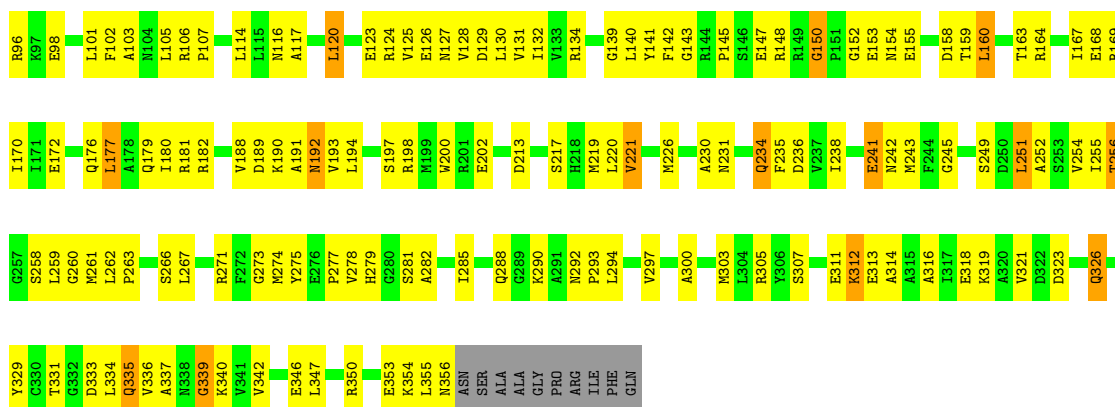 R96 K97 E98 L101 F102 A103 N104 L105 R106 P107 L114 L115 N116 A117 L120 E123 R124 V125 E126 N127 V128 D129 L130 V131 I132 V133 R134 G139 L140 Y141 F142 G143 R144 P145 S146 E147 R148 R149 G150 P151 G152 E153 N154 E155 D158 T159 L160 T163 R164 I167 E168 R169
I170 I171 E172 Q176 L177 A178 Q179 I180 R181 R182 V188 D189 K190 A191 N192 V193 L194 S197 R198 M199 W200 R201 E202 D213 S217 H218 M219 L220 V221 M226 A230 N231 Q234 F235 D236 V237 I238 E241 N242 M243 F244 G245 S249 D250 L251 A252 S253 V254 I255 T256
G257 S258 L259 G260 M261 L262 P263 S266 L267 R271 F272 G273 M274 Y275 E276 P277 V278 H279 G280 S281 A282 I285 Q288 G289 K290 A291 N292 P293 L294 V297 A300 M303 L304 R305 Y306 S307 E311 K312 E313 A314 A315 A316 I317 E318 K319 A320 V321 D322 D323 Q326
Y329 C330 T331 G332 D333 L334 Q335 V336 A337 N338 G339 K340 V341 V342 E346 L347 R350 E353 K354 L355 N356 ASN SER ALA ALA GLY PRO ARG ILE PHE GLN